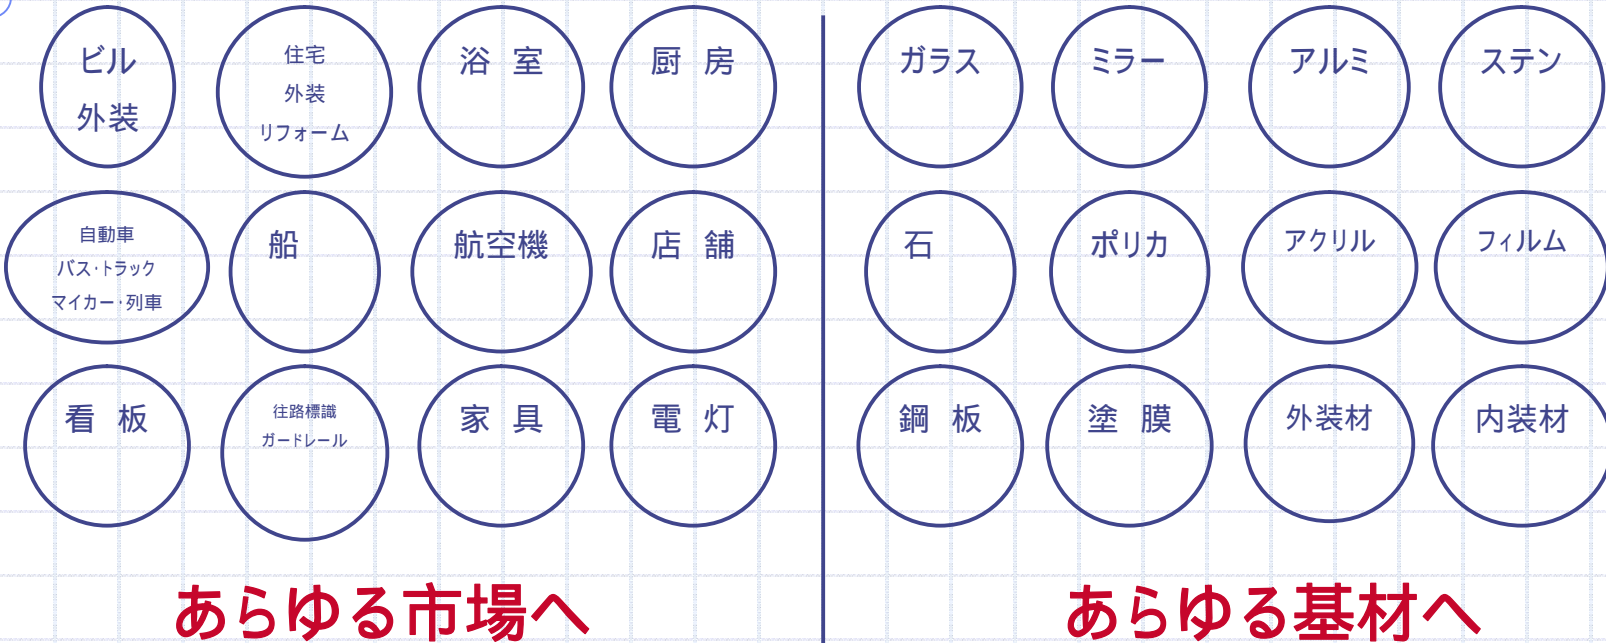 ビル
外装
住宅
外装
リフォーム
浴 室
厨 房
自動車
バス・トラック
マイカー・列車
船
航空機
店 舗
看 板
往路標識
ガードレール
家 具
電 灯
あらゆる市場へ
ガラス
ミラー
アルミ
ステン
石
ポリカ
アクリル
フィルム
鋼 板
塗 膜
外装材
内装材
あらゆる基材へ